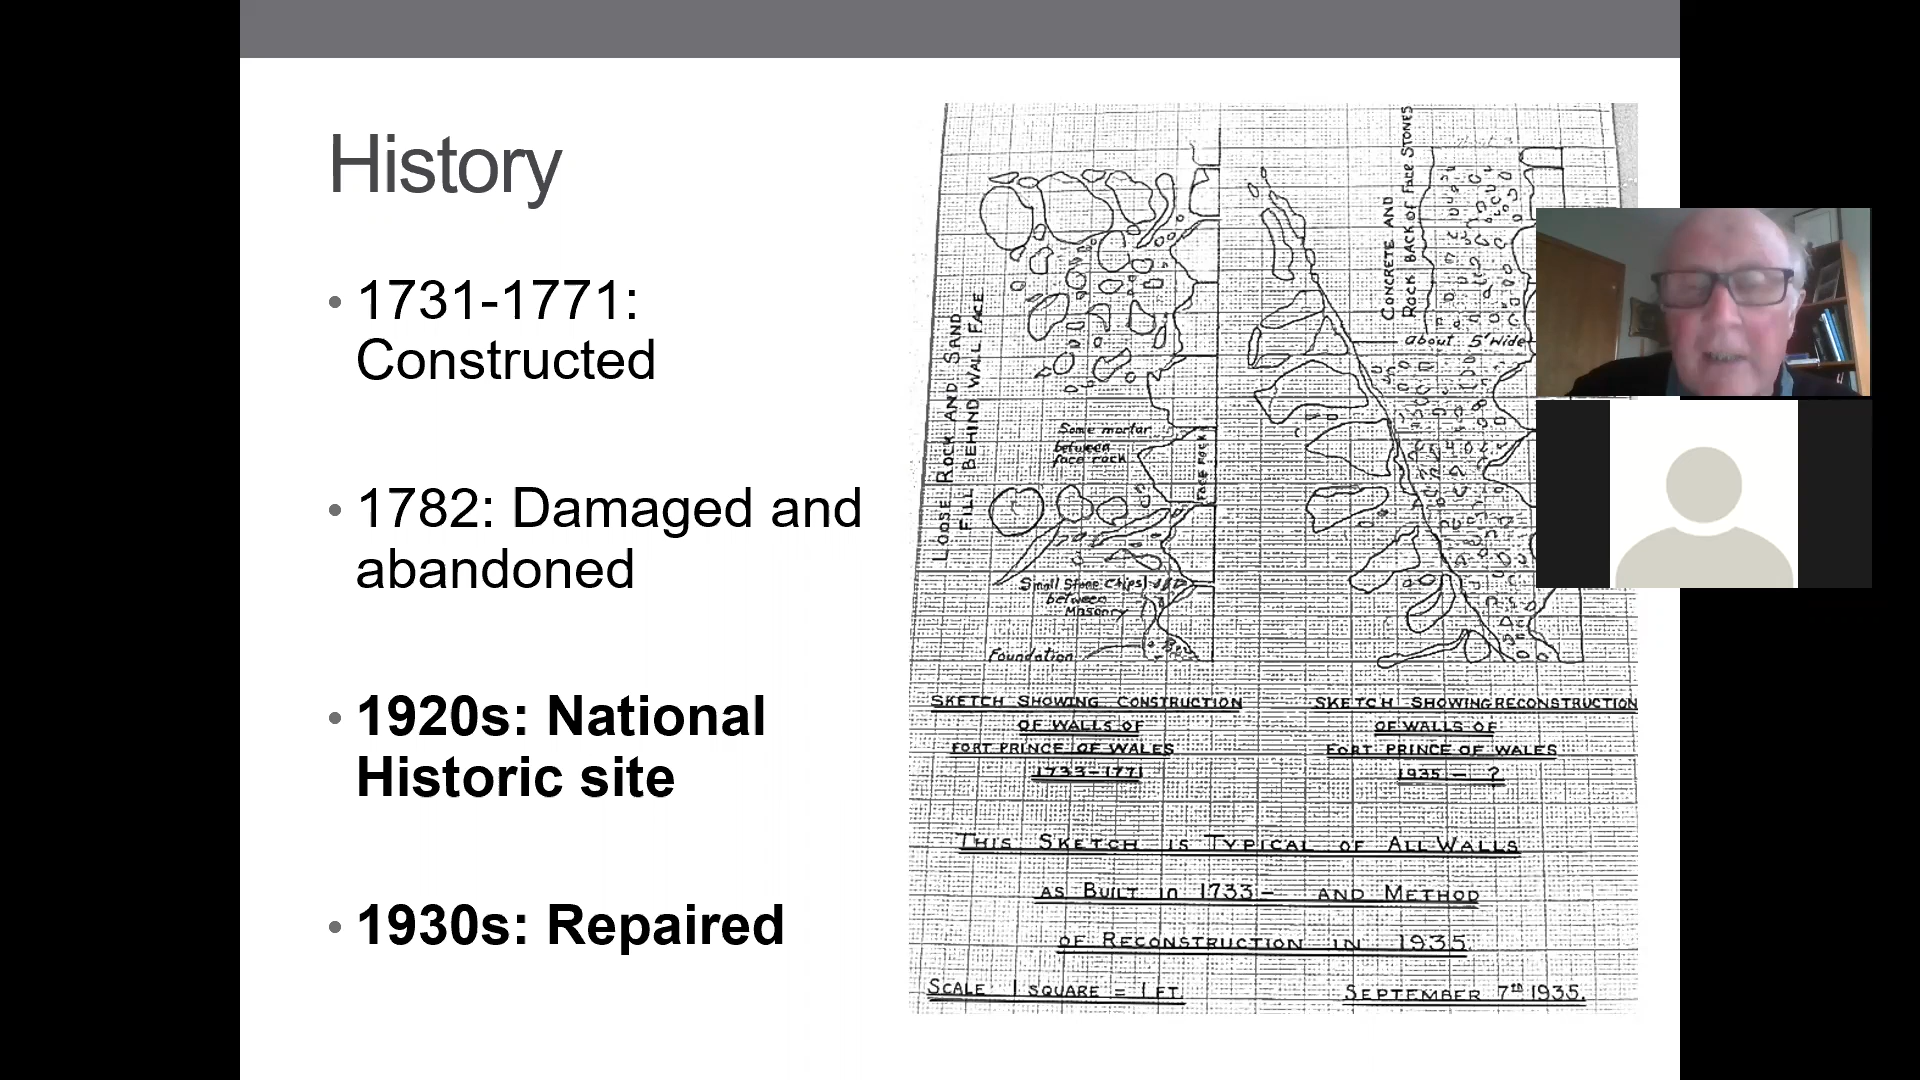 History
• 1731-1771:
Constructed
• 1782: Damaged and
abandoned
• 1920s: National
Historic site
• 1930s: Repaired
LOOSE ROCK AND SAND
FILL BEHIND WALL FACE
Some mortar
between
face rock
FACE ROCK
Small Stone Chips
between
Masonry
Foundation
CONCRETE AND
ROCK BACK OF FACE STONES
about 5' Wide
SKETCH SHOWING CONSTRUCTION
OF WALLS OF
FORT PRINCE OF WALES
1733-1771
SKETCH SHOWING RECONSTRUCTION
OF WALLS OF
FORT PRINCE OF WALES
1935 - ?
THIS SKETCH IS TYPICAL OF ALL WALLS
AS BUILT in 1733- AND METHOD
OF RECONSTRUCTION IN 1935.
SCALE 1 SQUARE = 1 FT.
SEPTEMBER 7TH 1935.